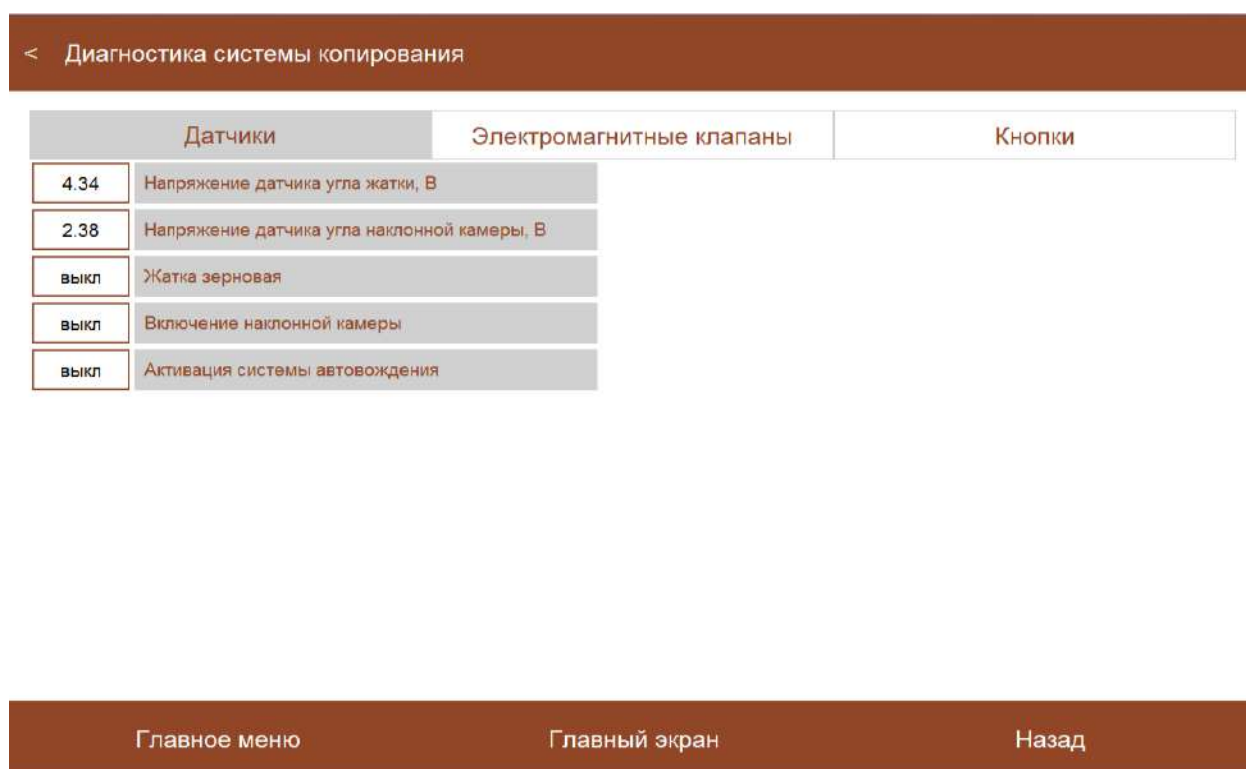 < Диагностика системы копирования
Датчики Электромагнитные клапаны Кнопки
4.34 Напряжение датчика угла жатки, В
2.38 Напряжение датчика угла наклонной камеры, В
выкл Жатка зерновая
выкл Включение наклонной камеры
выкл Активация системы автовождения
Главное меню Главный экран Назад